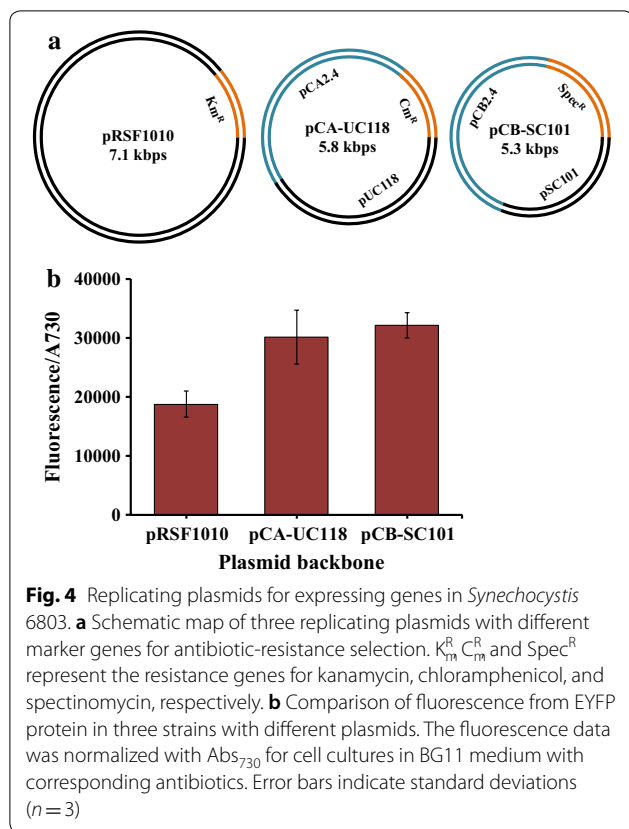 a
pRSF1010
7.1 kbps
Km^R
pCA2.4
Cm^R
pCA-UC118
5.8 kbps
pUC118
pCB2.4
Spec^R
pCB-SC101
5.3 kbps
pSC101
b
40000
30000
20000
10000
0
Fluorescence/A730
pRSF1010 pCA-UC118 pCB-SC101
Plasmid backbone
Fig. 4 Replicating plasmids for expressing genes in Synechocystis
6803. a Schematic map of three replicating plasmids with different
marker genes for antibiotic-resistance selection. K_m^R, C_m^R, and Spec^R
represent the resistance genes for kanamycin, chloramphenicol, and
spectinomycin, respectively. b Comparison of fluorescence from EYFP
protein in three strains with different plasmids. The fluorescence data
was normalized with Abs_730 for cell cultures in BG11 medium with
corresponding antibiotics. Error bars indicate standard deviations
(n = 3)